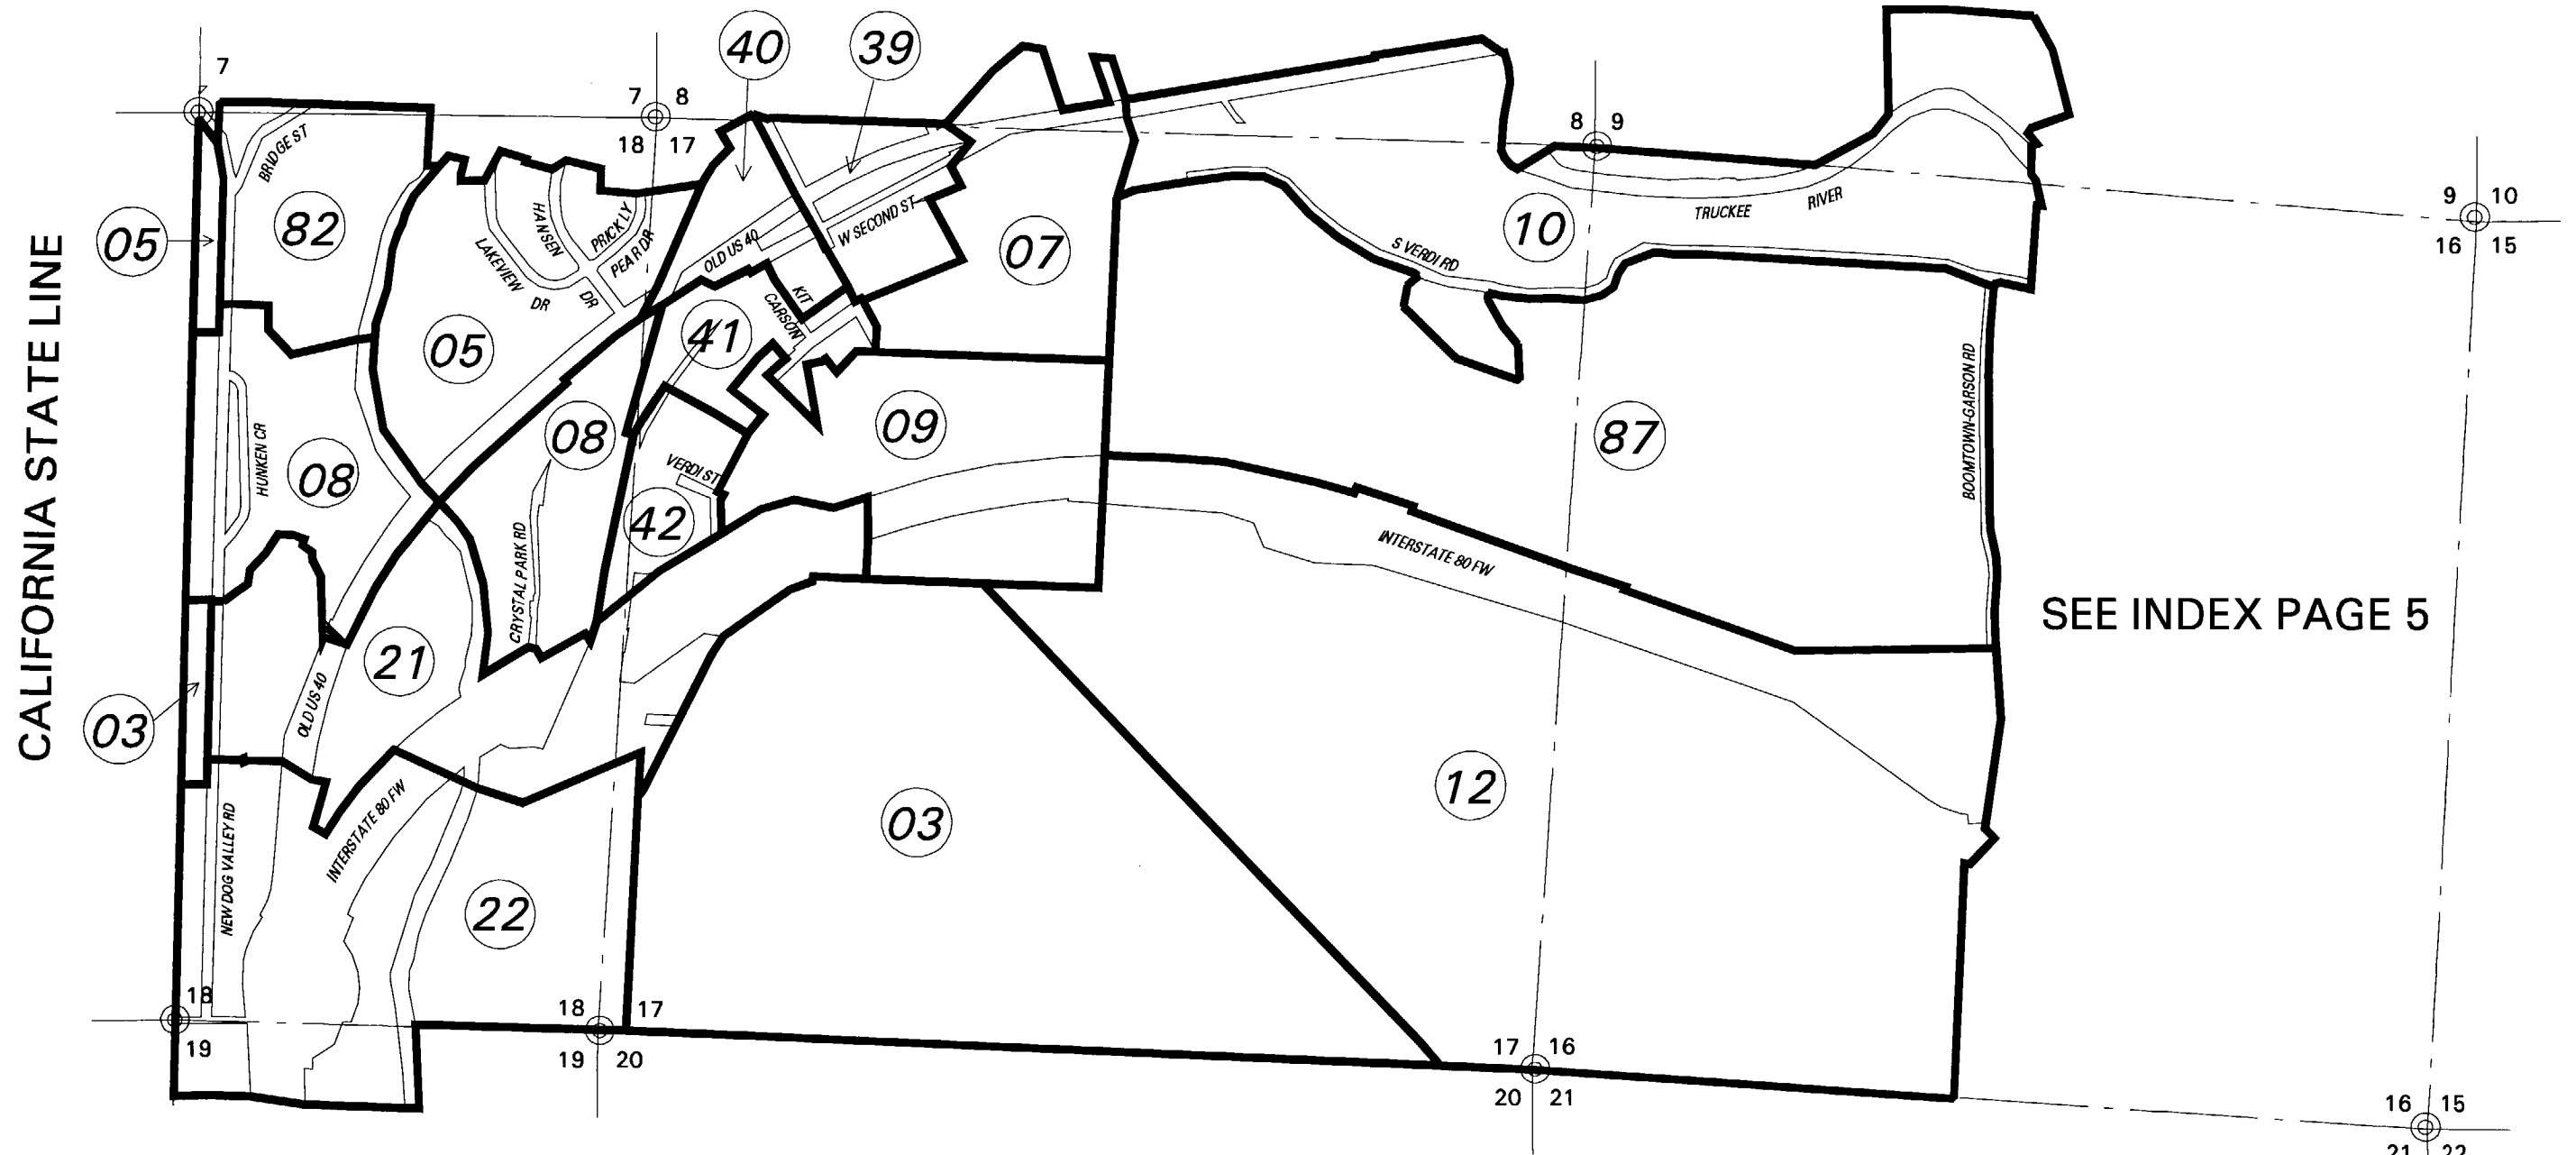 40
39
7
7 8
18 17
8 9
9 10
16 15
BRIDGE ST
05
82
HANSEN
PRICKLY
PEAR DR
LAKEVIEW
DR
DR
OLD US 40
W SECOND ST
07
10
TRUCKEE RIVER
S VERDI RD
CALIFORNIA STATE LINE
05
41
KIT
CARSON
09
87
BOOMTOWN-GARSON RD
08
08
HUNKEN CR
VERDI ST
42
CRYSTAL PARK RD
INTERSTATE 80 FW
SEE INDEX PAGE 5
21
OLD US 40
03
NEW DOG VALLEY RD
INTERSTATE 80 FW
22
03
12
18
19
18 17
19 20
17 16
20 21
16 15
21 22